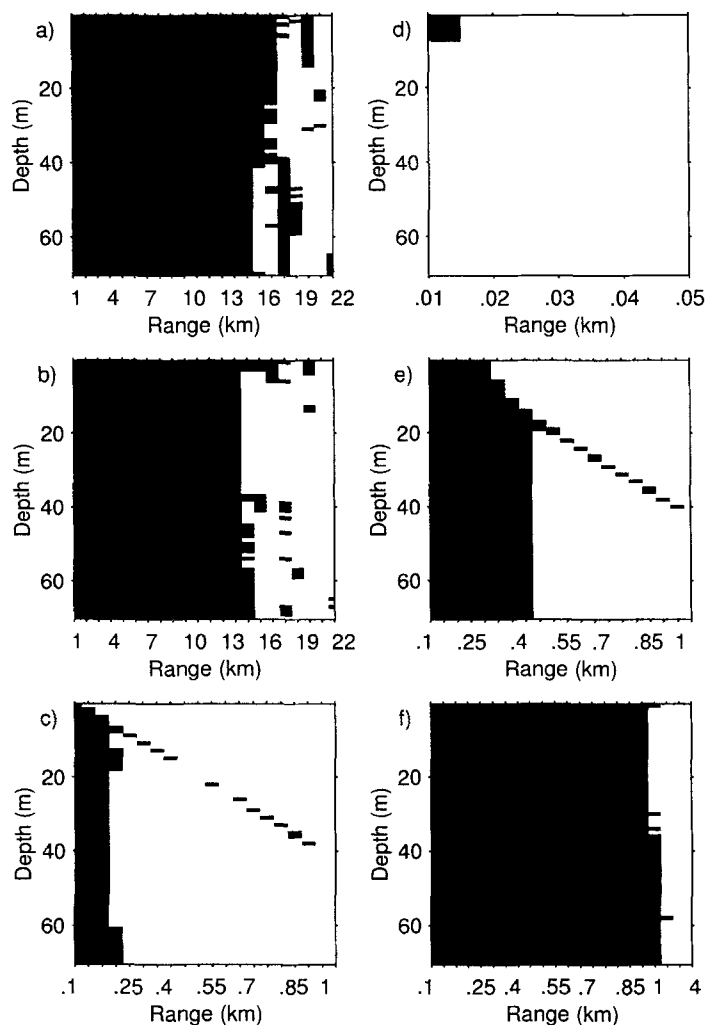 a)
Depth (m)
20
40
60
1 4 7 10 13 16 19 22
Range (km)
d)
Depth (m)
20
40
60
.01 .02 .03 .04 .05
Range (km)
b)
Depth (m)
20
40
60
1 4 7 10 13 16 19 22
Range (km)
e)
Depth (m)
20
40
60
.1 .25 .4 .55 .7 .85 1
Range (km)
c)
Depth (m)
20
40
60
.1 .25 .4 .55 .7 .85 1
Range (km)
f)
Depth (m)
20
40
60
.1 .25 .4 .55 .7 .85 1 4
Range (km)